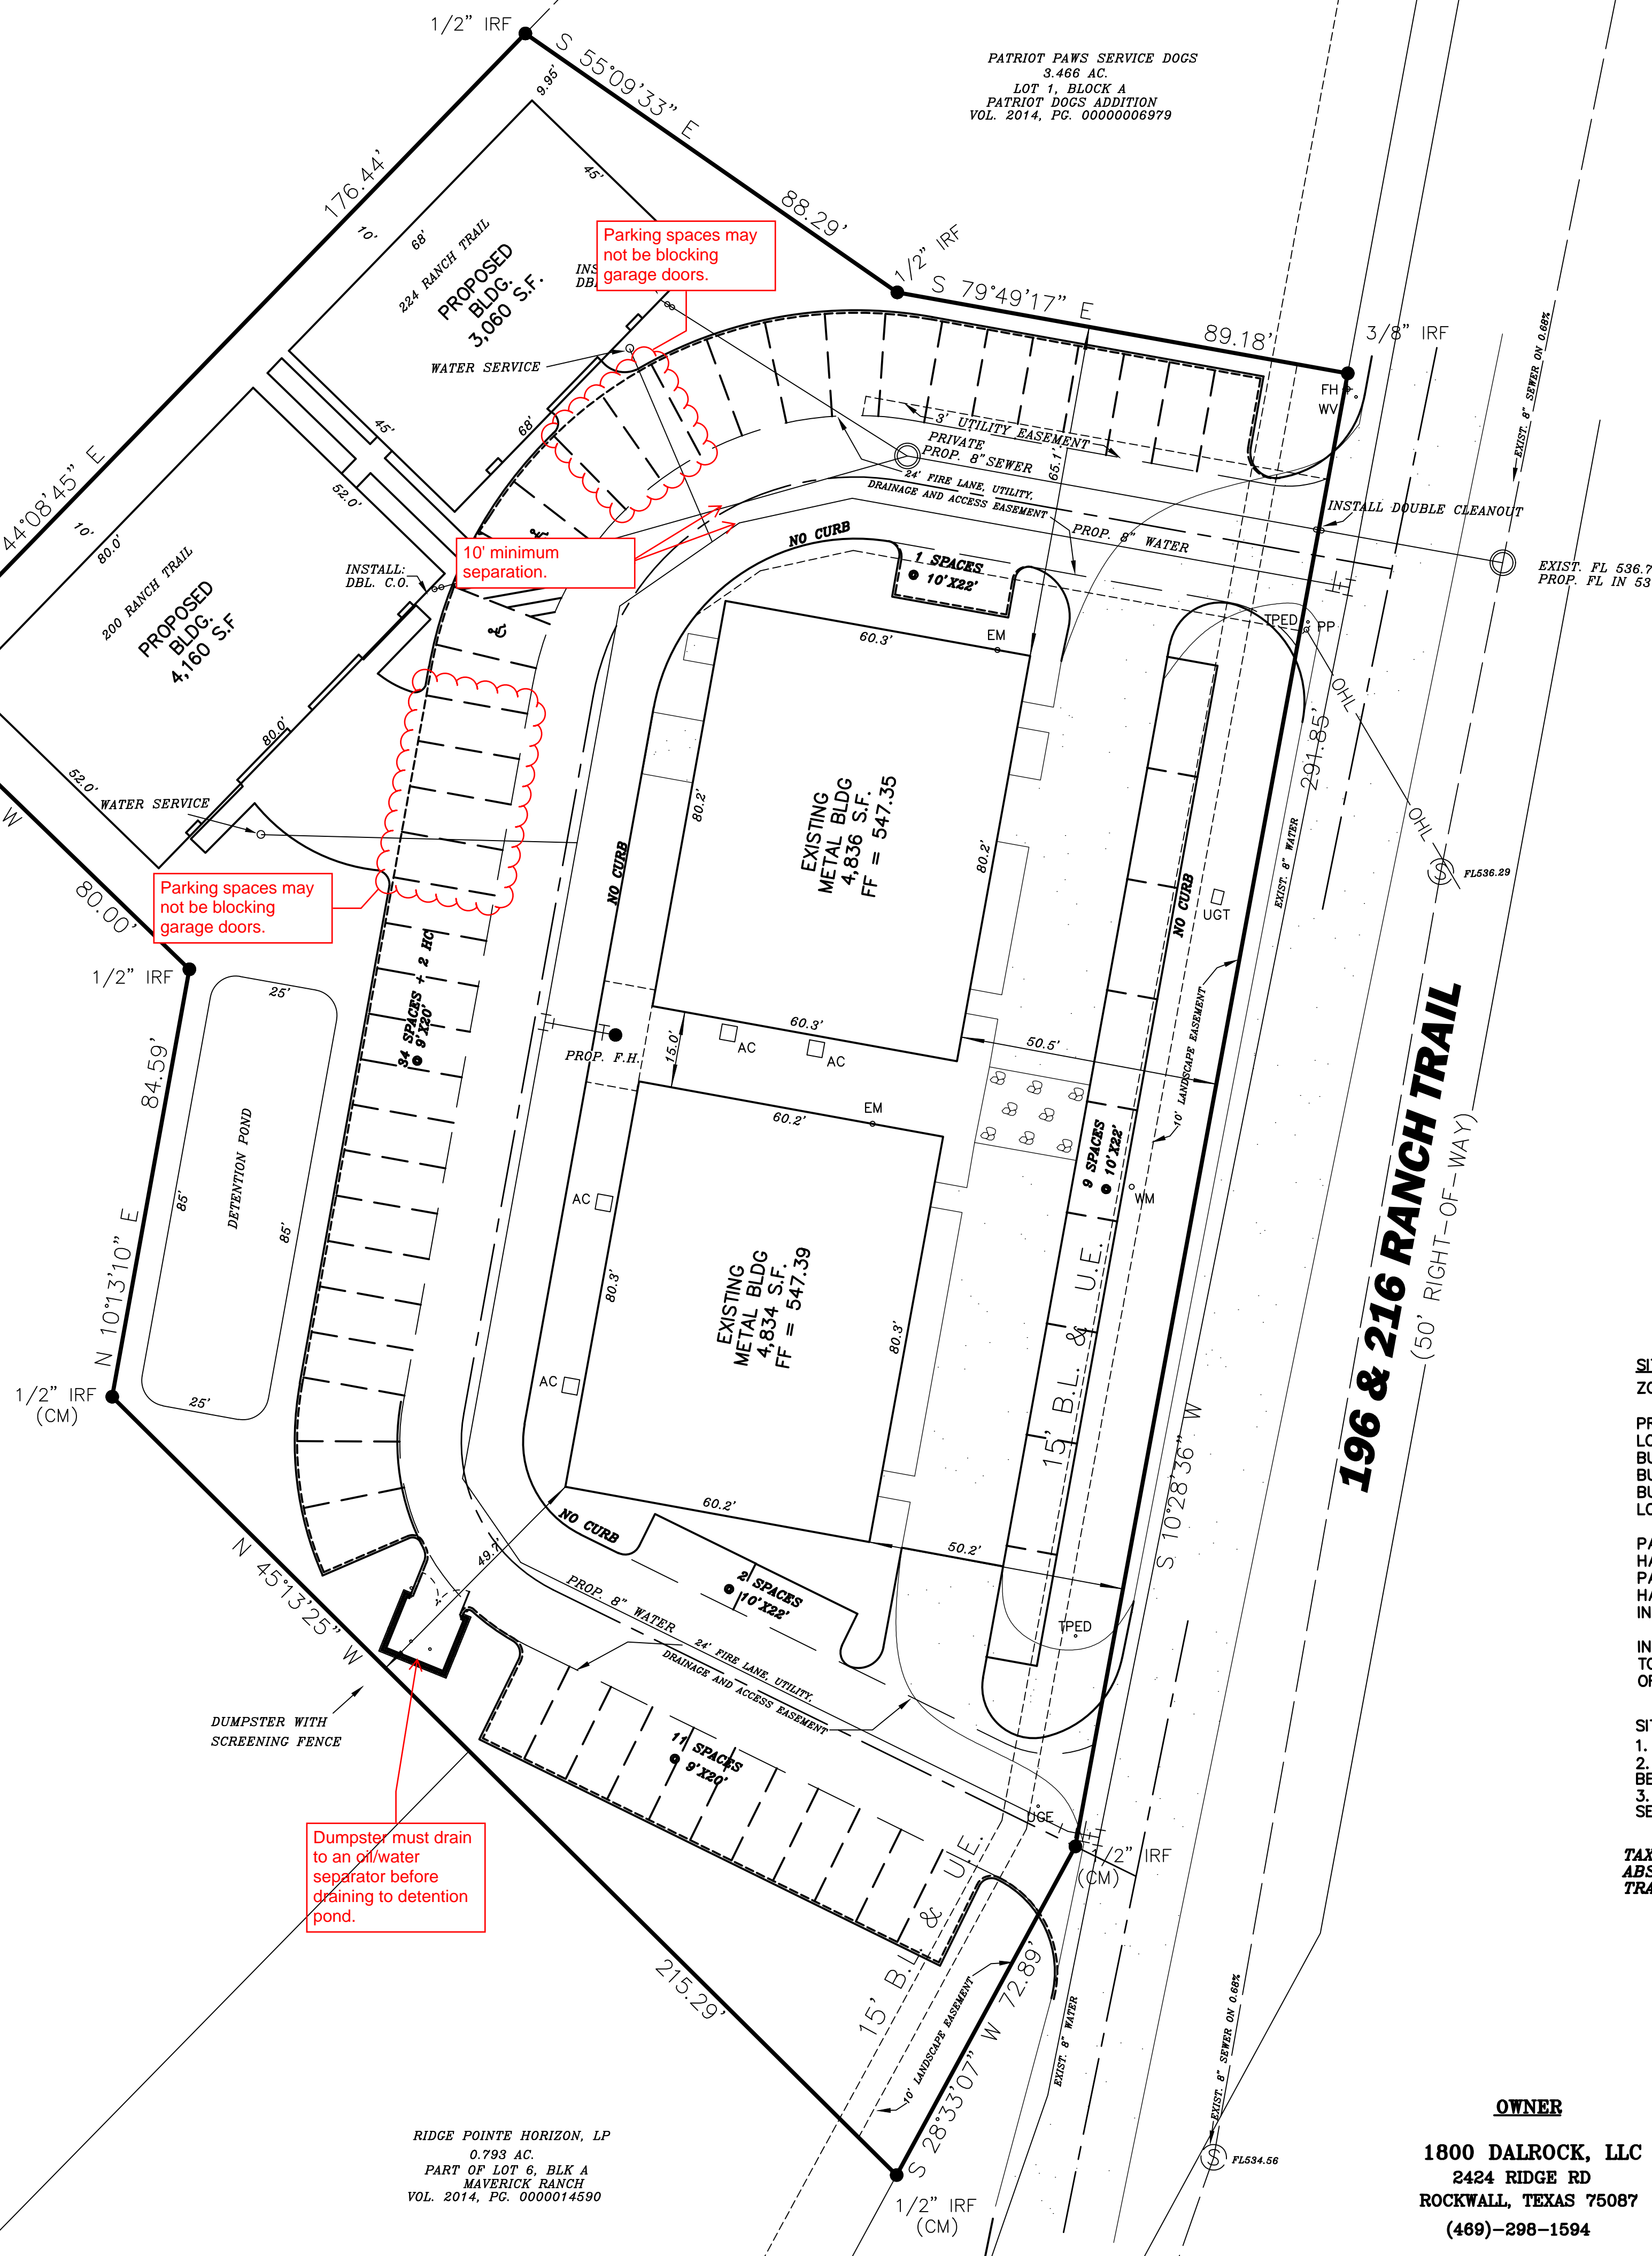 1/2" IRF
S 55°09'33" E
88.29'
9.95'
PATRIOT PAWS SERVICE DOGS
3.466 AC.
LOT 1, BLOCK A
PATRIOT DOGS ADDITION
VOL. 2014, PG. 00000006979
176.44'
44°08'45" E
10'
68'
45'
224 RANCH TRAIL
PROPOSED
BLDG.
3,060 S.F.
Parking spaces may
not be blocking
garage doors.
1/2" IRF
S 79°49'17" E
89.18'
3/8" IRF
FH
WV
WATER SERVICE
68'
45'
52.0'
3' UTILITY EASEMENT
PRIVATE
PROP. 8"SEWER
65.1'
24' FIRE LANE, UTILITY,
DRAINAGE AND ACCESS EASEMENT
PROP. 8" WATER
INSTALL DOUBLE CLEANOUT
EXIST. 8" SEWER ON 0.68%
EXIST. FL 536.7
PROP. FL IN 53
10' minimum
separation.
NO CURB
1 SPACES
@ 10'X22'
INSTALL:
DBL. C.O.
10'
80.0'
200 RANCH TRAIL
PROPOSED
BLDG.
4,160 S.F
80.0'
52.0'
WATER SERVICE
60.3'
EM
TPED
PP
OHL
OHL
291.85'
80.2'
EXISTING
METAL BLDG
4,836 S.F.
FF = 547.35
80.2'
NO CURB
NO CURB
UGT
EXIST. 8" WATER
FL536.29
W
80.00'
Parking spaces may
not be blocking
garage doors.
1/2" IRF
25'
34 SPACES + 2 HC
@ 9'X20'
PROP. F.H.
15.0'
60.3'
AC
AC
50.5'
10' LANDSCAPE EASEMENT
60.2'
EM
84.59'
N 10°13'10" E
85'
DETENTION POND
85'
25'
1/2" IRF
(CM)
AC
AC
80.3'
EXISTING
METAL BLDG
4,834 S.F.
FF = 547.39
80.3'
9 SPACES
@ 10'X22'
WM
15' B.L. & U.E.
196 & 216 RANCH TRAIL
(50' RIGHT-OF-WAY)
S 10°28'36" W
60.2'
50.2'
NO CURB
49.?'
2 SPACES
@ 10'X22'
PROP. 8" WATER
24' FIRE LANE, UTILITY,
DRAINAGE AND ACCESS EASEMENT
TPED
N 45°13'25" W
DUMPSTER WITH
SCREENING FENCE
11 SPACES
@ 9'X20'
UGE
1/2" IRF
(CM)
Dumpster must drain
to an oil/water
separator before
draining to detention
pond.
215.29'
15' B.L. & U.E.
10' LANDSCAPE EASEMENT
S 28°33'07" W 72.89'
EXIST. 8" WATER
EXIST. 8" SEWER ON 0.68%
FL534.56
1/2" IRF
(CM)
RIDGE POINTE HORIZON, LP
0.793 AC.
PART OF LOT 6, BLK A
MAVERICK RANCH
VOL. 2014, PG. 0000014590
OWNER
1800 DALROCK, LLC
2424 RIDGE RD
ROCKWALL, TEXAS 75087
(469)-298-1594